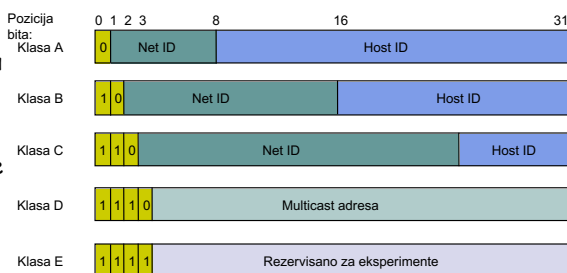 Pozicija bita: 0 1 2 3 8 16 31
Klasa A 0 Net ID Host ID
Klasa B 1 0 Net ID Host ID
Klasa C 1 1 0 Net ID Host ID
Klasa D 1 1 1 0 Multicast adresa
Klasa E 1 1 1 1 Rezervisano za eksperimente